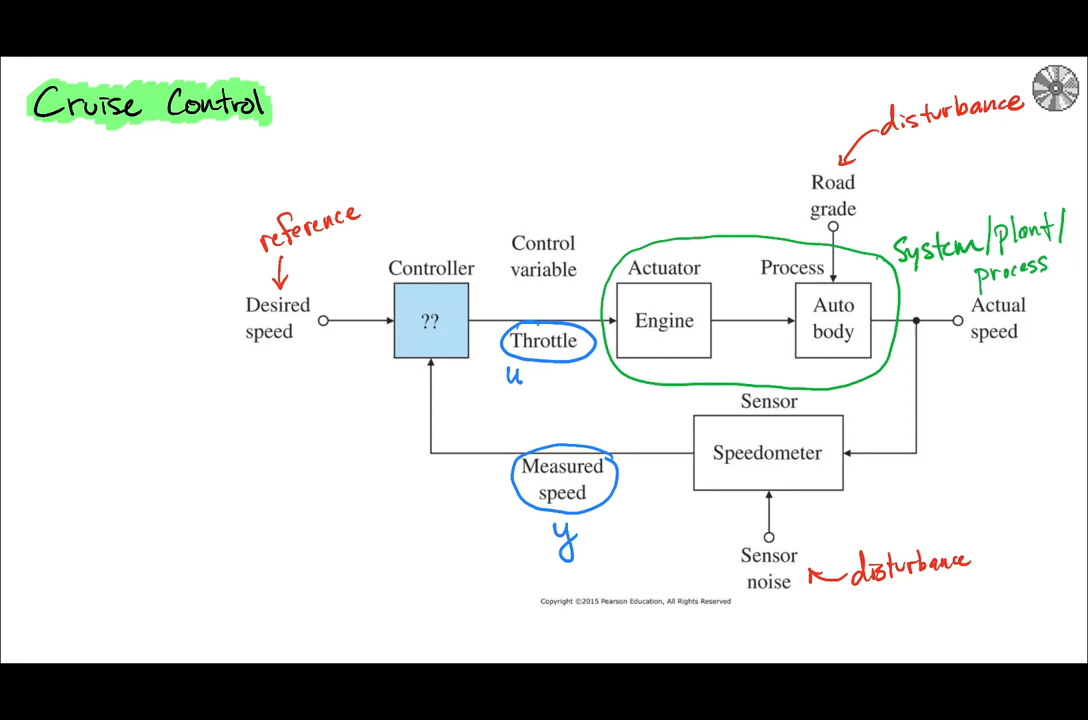 Cruise Control
disturbance
Road
grade
reference
Control
variable
System/plant/
process
Controller
Actuator
Process
Desired
speed
??
Throttle
u
Engine
Auto
body
Actual
speed
Sensor
Speedometer
Measured
speed
y
Sensor
noise
disturbance
Copyright ©2015 Pearson Education, All Rights Reserved